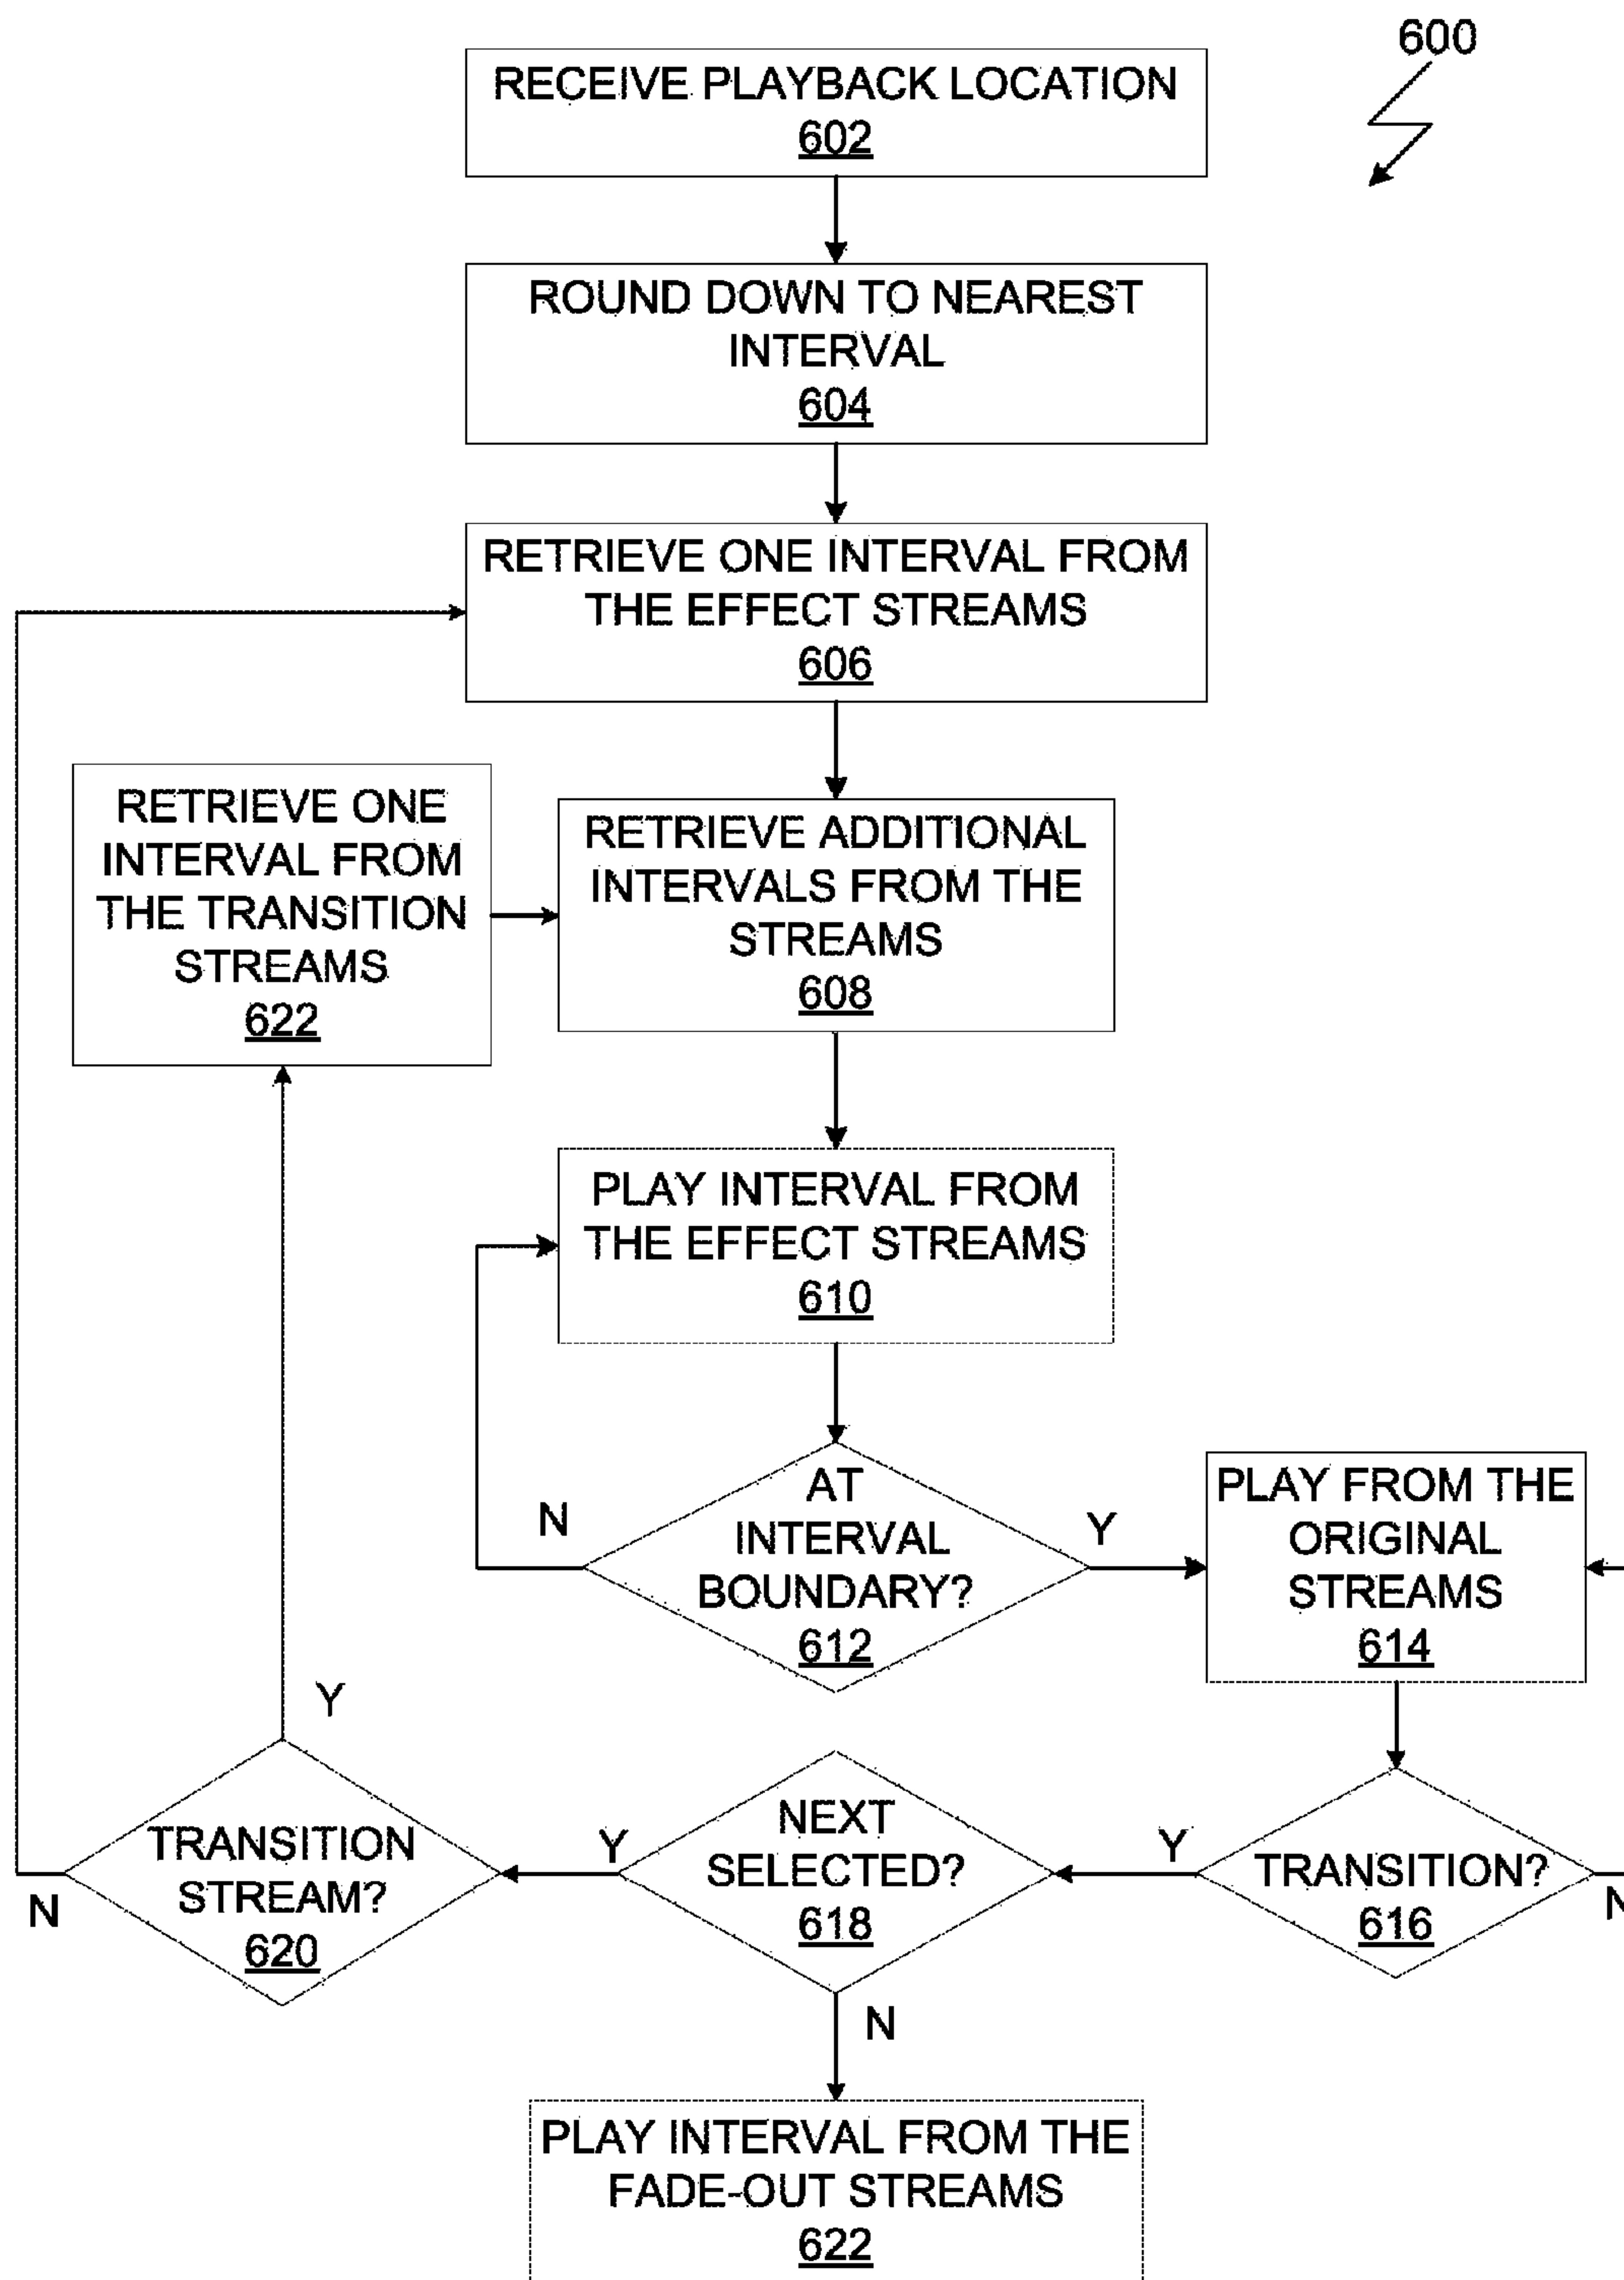 600
RECEIVE PLAYBACK LOCATION
602
ROUND DOWN TO NEAREST
INTERVAL
604
RETRIEVE ONE INTERVAL FROM
THE EFFECT STREAMS
606
RETRIEVE ONE
INTERVAL FROM
THE TRANSITION
STREAMS
622
RETRIEVE ADDITIONAL
INTERVALS FROM THE
STREAMS
608
PLAY INTERVAL FROM
THE EFFECT STREAMS
610
AT
INTERVAL
BOUNDARY?
612
N
Y
PLAY FROM THE
ORIGINAL
STREAMS
614
TRANSITION?
616
Y
N
NEXT
SELECTED?
618
Y
N
TRANSITION
STREAM?
620
Y
N
PLAY INTERVAL FROM THE
FADE-OUT STREAMS
622